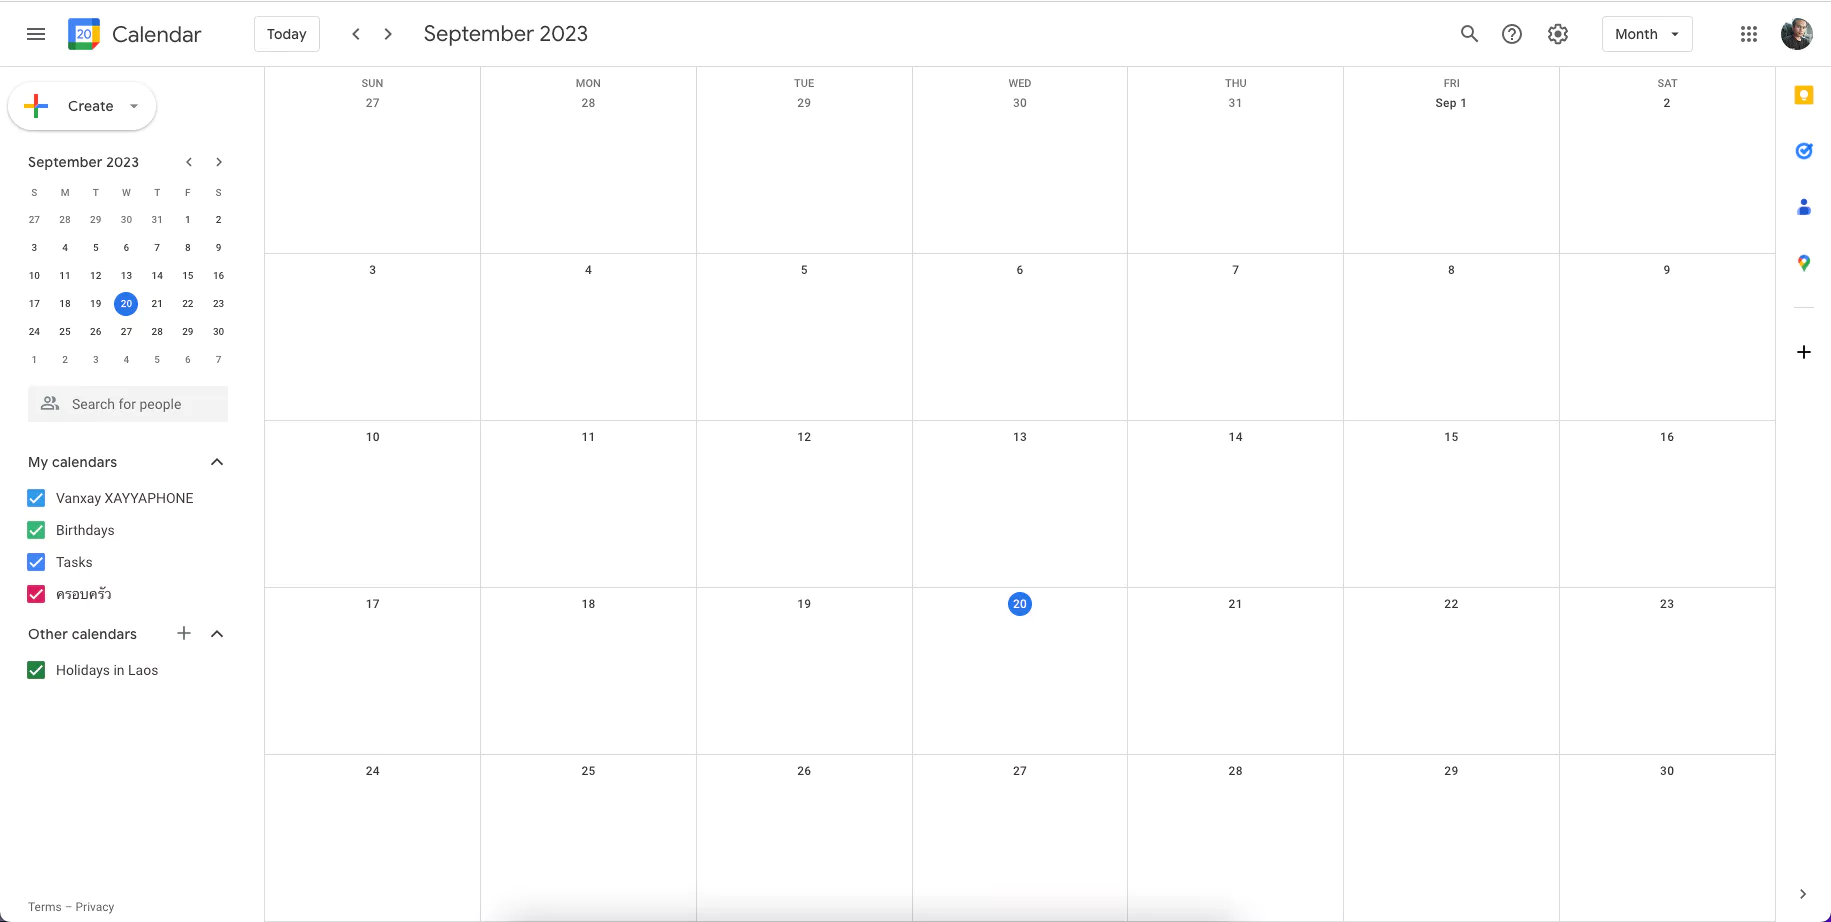 20 Calendar Today September 2023 Month
Create
September 2023
S M T W T F S
27 28 29 30 31 1 2
3 4 5 6 7 8 9
10 11 12 13 14 15 16
17 18 19 20 21 22 23
24 25 26 27 28 29 30
1 2 3 4 5 6 7
Search for people
My calendars
Vanxay XAYYAPHONE
Birthdays
Tasks
ครอบครัว
Other calendars
Holidays in Laos
Terms – Privacy
SUN MON TUE WED THU FRI SAT
27 28 29 30 31 Sep 1 2
3 4 5 6 7 8 9
10 11 12 13 14 15 16
17 18 19 20 21 22 23
24 25 26 27 28 29 30